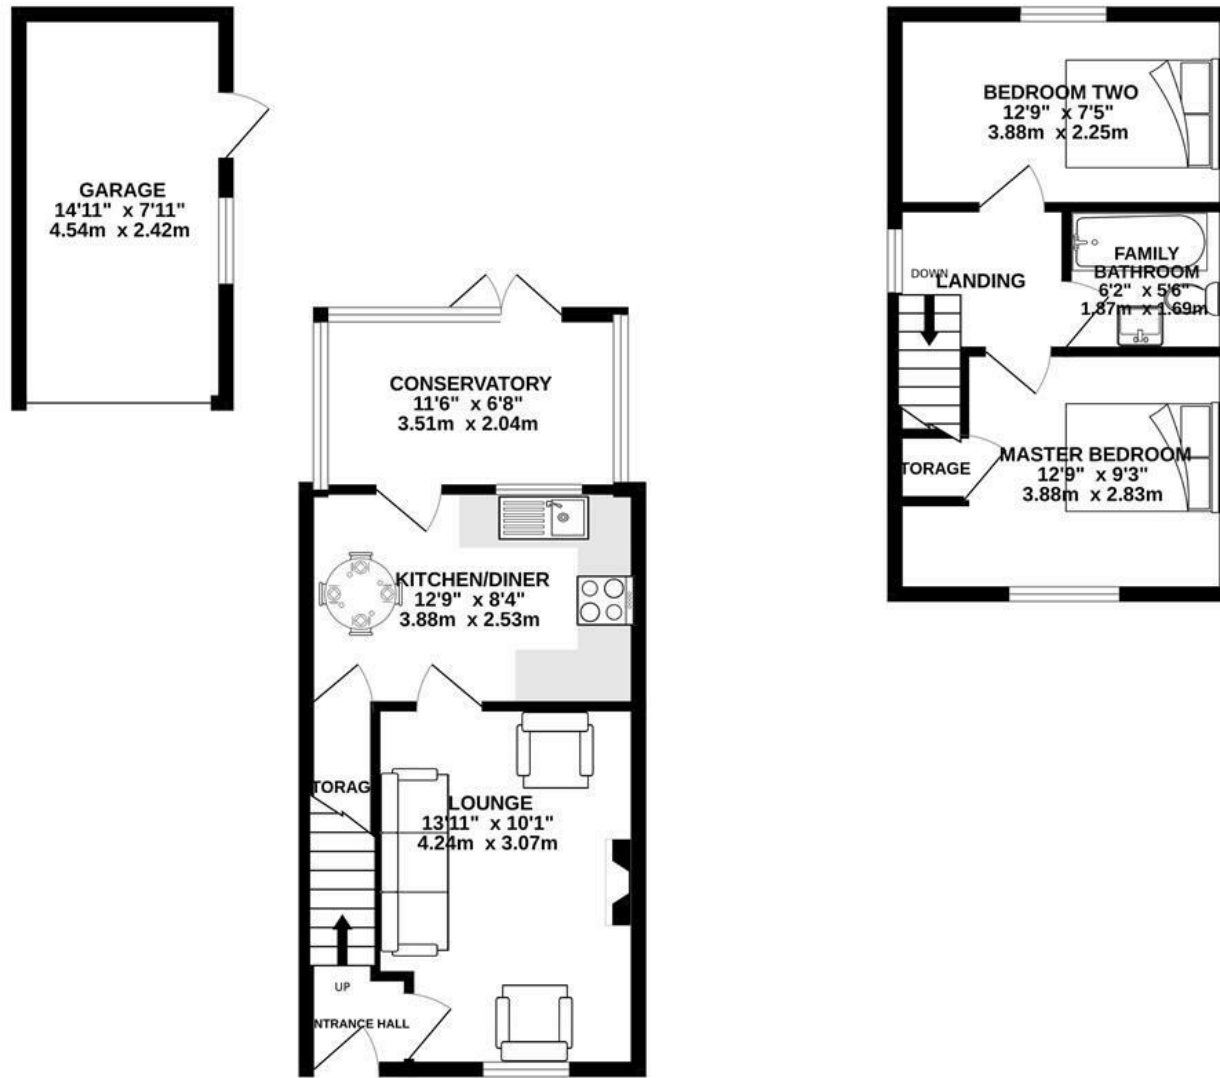 GARAGE
14'11" x 7'11"
4.54m x 2.42m
CONSERVATORY
11'6" x 6'8"
3.51m x 2.04m
KITCHEN/DINER
12'9" x 8'4"
3.88m x 2.53m
TORAG
LOUNGE
13'11" x 10'1"
4.24m x 3.07m
UP
NTRANCE HALL
BEDROOM TWO
12'9" x 7'5"
3.88m x 2.25m
DOWN
LANDING
FAMILY
BATHROOM
6'2" x 5'6"
1.87m x 1.69m
TORAGE
MASTER BEDROOM
12'9" x 9'3"
3.88m x 2.83m